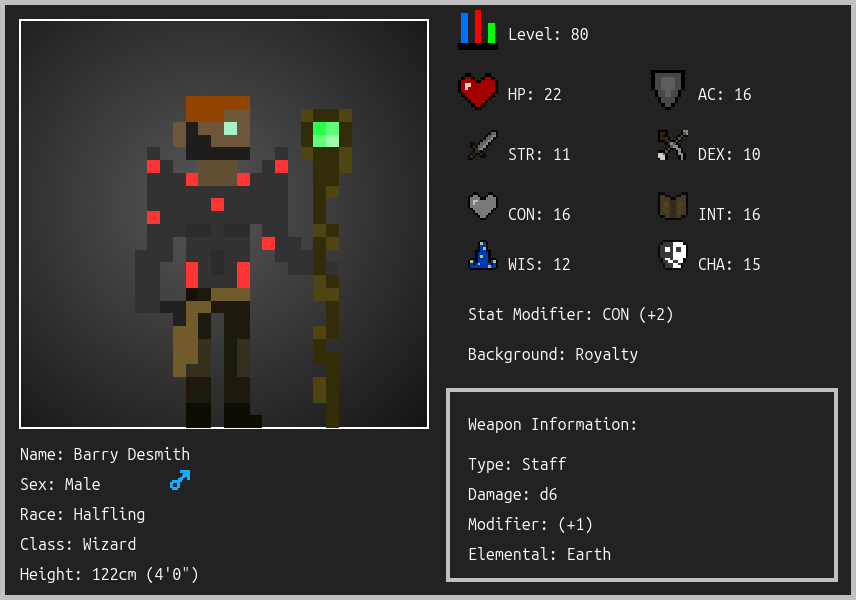 Level: 80
HP: 22
AC: 16
STR: 11
DEX: 10
CON: 16
INT: 16
WIS: 12
CHA: 15
Stat Modifier: CON (+2)
Background: Royalty
Weapon Information:
Type: Staff
Damage: d6
Modifier: (+1)
Elemental: Earth
Name: Barry Desmith
Sex: Male
Race: Halfling
Class: Wizard
Height: 122cm (4'0")